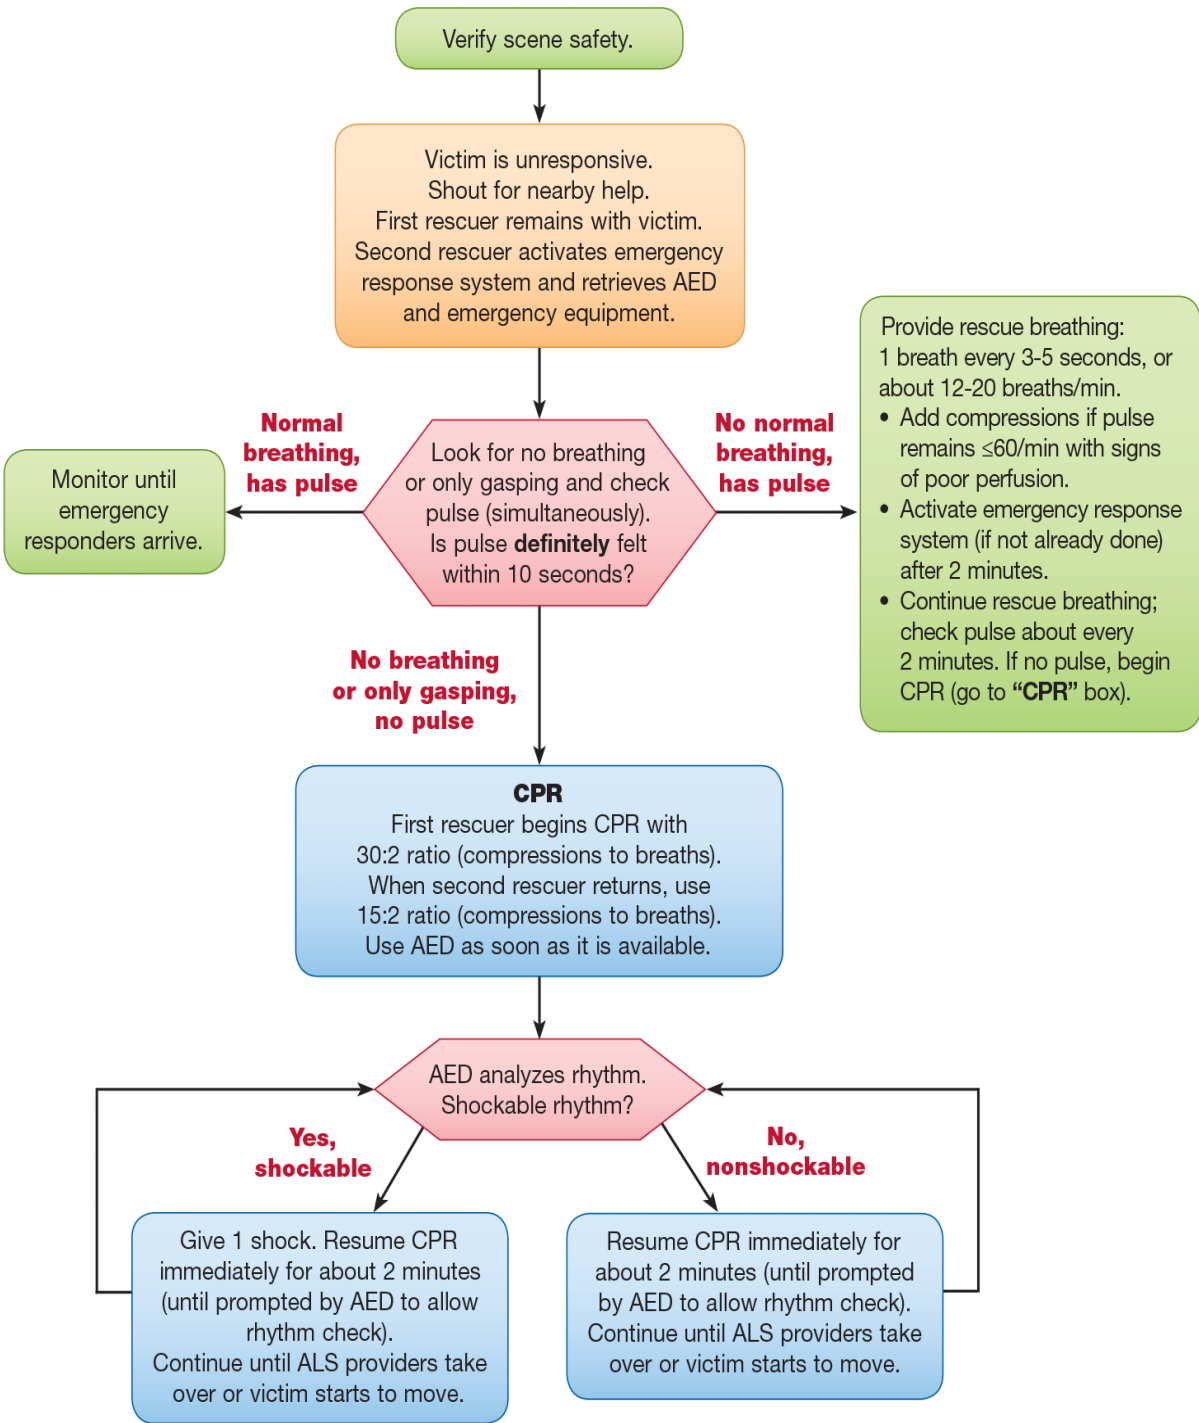 Verify scene safety.
Victim is unresponsive.
Shout for nearby help.
First rescuer remains with victim.
Second rescuer activates emergency
response system and retrieves AED
and emergency equipment.
Normal
breathing,
has pulse
Monitor until
emergency
responders arrive.
Look for no breathing
or only gasping and check
pulse (simultaneously).
Is pulse definitely felt
within 10 seconds?
No normal
breathing,
has pulse
Provide rescue breathing:
1 breath every 3-5 seconds, or
about 12-20 breaths/min.
• Add compressions if pulse
remains ≤60/min with signs
of poor perfusion.
• Activate emergency response
system (if not already done)
after 2 minutes.
• Continue rescue breathing;
check pulse about every
2 minutes. If no pulse, begin
CPR (go to “CPR” box).
No breathing
or only gasping,
no pulse
CPR
First rescuer begins CPR with
30:2 ratio (compressions to breaths).
When second rescuer returns, use
15:2 ratio (compressions to breaths).
Use AED as soon as it is available.
AED analyzes rhythm.
Shockable rhythm?
Yes,
shockable
No,
nonshockable
Give 1 shock. Resume CPR
immediately for about 2 minutes
(until prompted by AED to allow
rhythm check).
Continue until ALS providers take
over or victim starts to move.
Resume CPR immediately for
about 2 minutes (until prompted
by AED to allow rhythm check).
Continue until ALS providers take
over or victim starts to move.